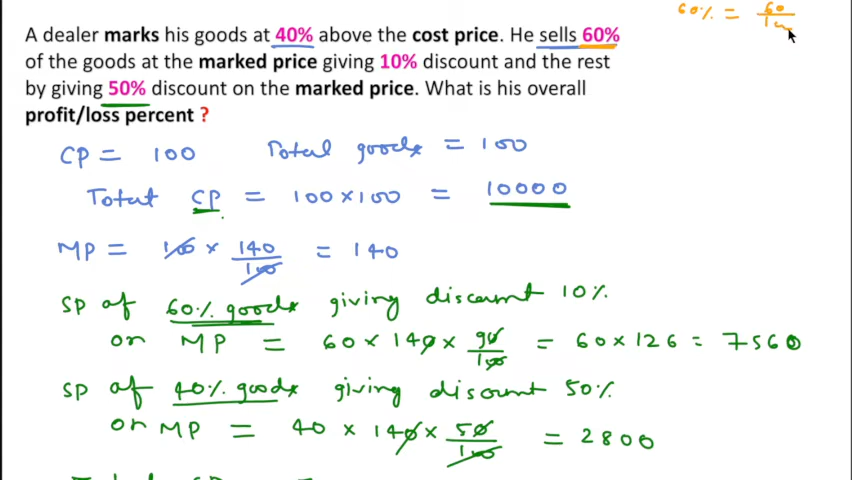 60% = 60/100
A dealer marks his goods at 40% above the cost price. He sells 60%
of the goods at the marked price giving 10% discount and the rest
by giving 50% discount on the marked price. What is his overall
profit/loss percent ?
CP = 100 Total goods = 100
Total CP = 100 × 100 = 10000
MP = 100 × 140/100 = 140
SP of 60% goods giving discount 10%
on MP = 60 × 140 × 90/100 = 60 × 126 = 7560
SP of 40% goods giving discount 50%
on MP = 40 × 140 × 50/100 = 2800